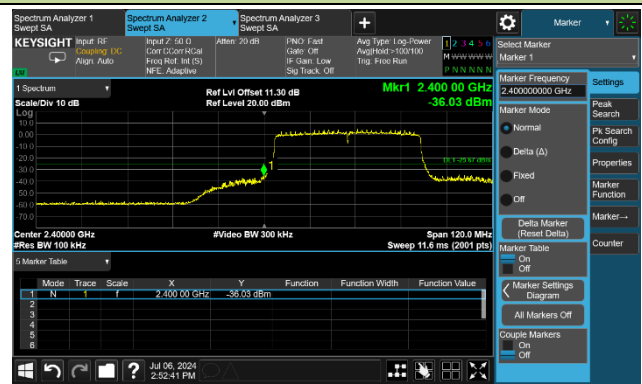 Spectrum Analyzer 1
Swept SA
Spectrum Analyzer 2
Swept SA
Spectrum Analyzer 3
Swept SA
+
Marker
KEYSIGHT
Input: RF
Coupling: DC
Align: Auto
Input Z: 50 Ω
Corr CCorr RCal
Freq Ref: Int (S)
NFE: Adaptive
Atten: 20 dB
PNO: Fast
Gate: Off
IF Gain: Low
Sig Track: Off
Avg Type: Log-Power
Avg|Hold:>100/100
Trig: Free Run
1 2 3 4 5 6
M W W W W W
P N N N N N
LXI
Select Marker
Marker 1
1 Spectrum
Scale/Div 10 dB
Ref Lvl Offset 11.30 dB
Ref Level 20.00 dBm
Mkr1 2.400 00 GHz
-36.03 dBm
Log
10.0
0.00
-10.0
-20.0
-30.0
-40.0
-50.0
-60.0
-70.0
DL1 -25.67 dBm
Center 2.40000 GHz
#Res BW 100 kHz
#Video BW 300 kHz
Span 120.0 MHz
Sweep 11.6 ms (2001 pts)
5 Marker Table
Mode Trace Scale X Y Function Function Width Function Value
1 N 1 f 2.400 00 GHz -36.03 dBm
2
3
4
5
6
Marker Frequency
2.400000000 GHz
Marker Mode
Normal
Delta (Δ)
Fixed
Off
Delta Marker
(Reset Delta)
Marker Table
On
Off
Marker Settings
Diagram
All Markers Off
Couple Markers
On
Off
Settings
Peak
Search
Pk Search
Config
Properties
Marker
Function
Marker→
Counter
?
Jul 06, 2024
2:52:41 PM